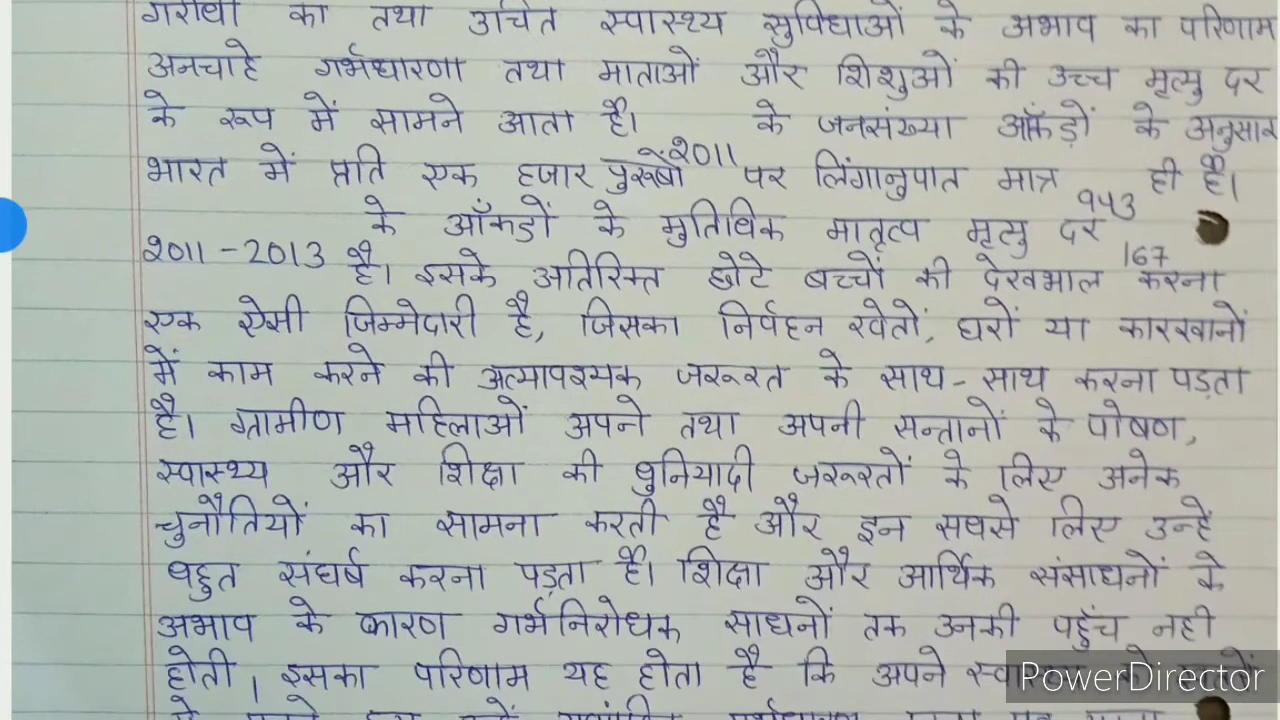 गरीबी का तथा उचित स्वास्थ्य सुविधाओं के अभाव का परिणाम
अनचाहे गर्भधारणा तथा माताओं और शिशुओं की उच्च मृत्यु दर
के रूप में सामने आता है। के जनसंख्या आँकड़ों के अनुसार
भारत में प्रति एक हजार पुरूषों २011 पर लिंगानुपात मात्र ही है।
के आँकडों के मुतिबिक मातृत्व मृत्यु दर ९५3
२011-2013 है। इसके अतिरिक्त छोटे बच्चों की देखभाल 167 करना
एक ऐसी जिम्मेदारी है, जिसका निर्वहन खेतों, घरों या कारखानों
में काम करने की अत्यावश्यक जरूरत के साथ-साथ करना पड़ता
है। ग्रामीण महिलाओं अपने तथा अपनी सन्तानों के पोषण,
स्वास्थ्य और शिक्षा की बुनियादी जरूरतों के लिए अनेक
चुनौतियों का सामना करती है और इन सबसे लिए उन्हें
बहुत संघर्ष करना पड़ता है। शिक्षा और आर्थिक संसाधनों के
अभाव के कारण गर्भनिरोधक साधनों तक उनकी पहुँच नही
होती, इसका परिणाम यह होता है कि अपने
PowerDirector